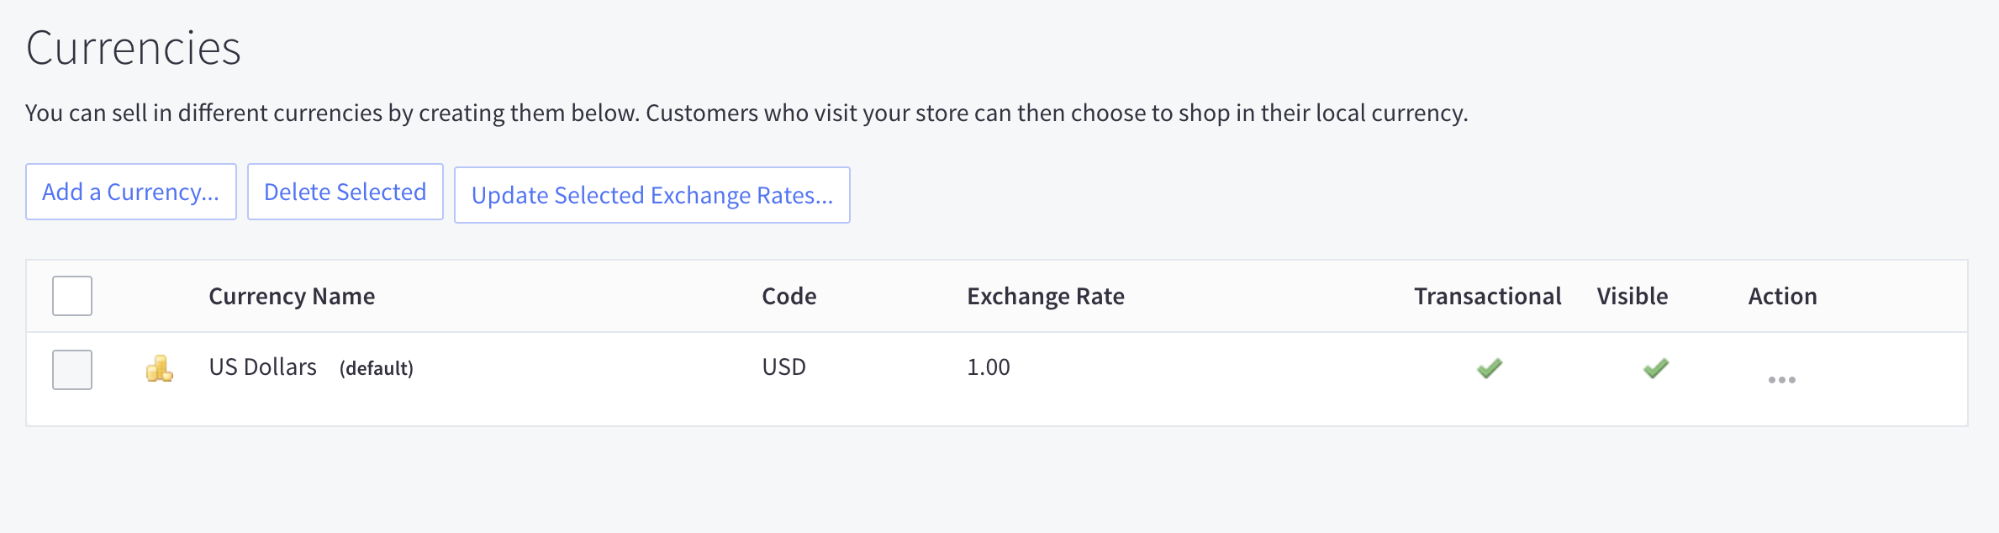 Currencies
You can sell in different currencies by creating them below. Customers who visit your store can then choose to shop in their local currency.
Add a Currency... Delete Selected Update Selected Exchange Rates...
Currency Name Code Exchange Rate Transactional Visible Action
US Dollars (default) USD 1.00